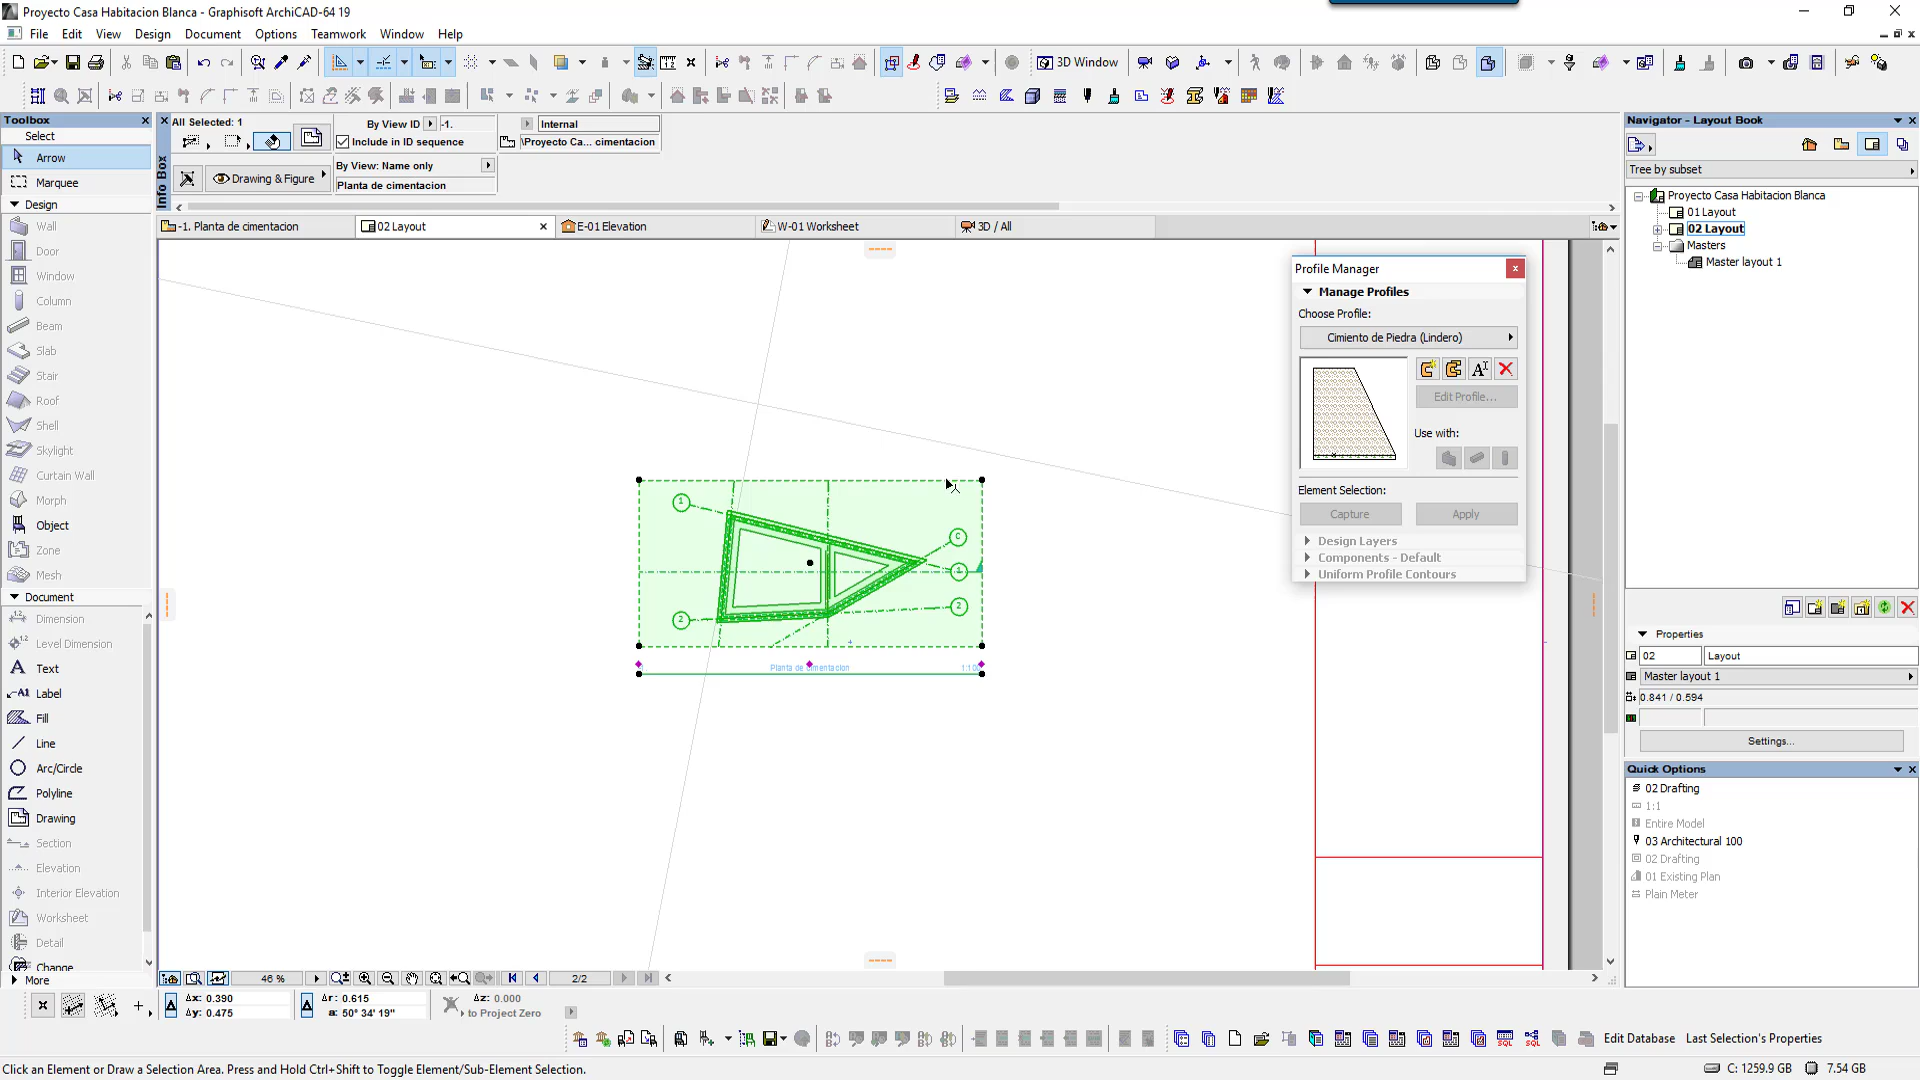 Proyecto Casa Habitacion Blanca - Graphisoft ArchiCAD-64 19
File Edit View Design Document Options Teamwork Window Help
3D Window
Toolbox
Select
Arrow
Marquee
Design
Wall
Door
Window
Column
Beam
Slab
Stair
Roof
Shell
Skylight
Curtain Wall
Morph
Object
Zone
Mesh
Document
Dimension
Level Dimension
Text
Label
Fill
Line
Arc/Circle
Polyline
Drawing
Section
Elevation
Interior Elevation
Worksheet
Detail
Change
More
Info Box
All Selected: 1
Drawing & Figure
By View ID
-1.
Include in ID sequence
By View: Name only
Planta de cimentacion
Internal
\Proyecto Ca... cimentacion
-1. Planta de cimentacion
02 Layout
E-01 Elevation
W-01 Worksheet
3D / All
1
C
1
2
2
Planta de cimentacion
Profile Manager
Manage Profiles
Choose Profile:
Cimiento de Piedra (Lindero)
Edit Profile...
Use with:
Element Selection:
Capture
Apply
Design Layers
Components - Default
Uniform Profile Contours
Navigator - Layout Book
Tree by subset
Proyecto Casa Habitacion Blanca
01 Layout
02 Layout
Masters
Master layout 1
Properties
02
Layout
Master layout 1
0.841 / 0.594
Settings...
Quick Options
02 Drafting
1:1
Entire Model
03 Architectural 100
02 Drafting
01 Existing Plan
Plain Meter
46 %
2/2
Δx: 0.390
Δy: 0.475
Δr: 0.615
a: 50° 34' 19"
Δz: 0.000
to Project Zero
SQL
SQL
Edit Database
Last Selection's Properties
Click an Element or Draw a Selection Area. Press and Hold Ctrl+Shift to Toggle Element/Sub-Element Selection.
C: 1259.9 GB
7.54 GB